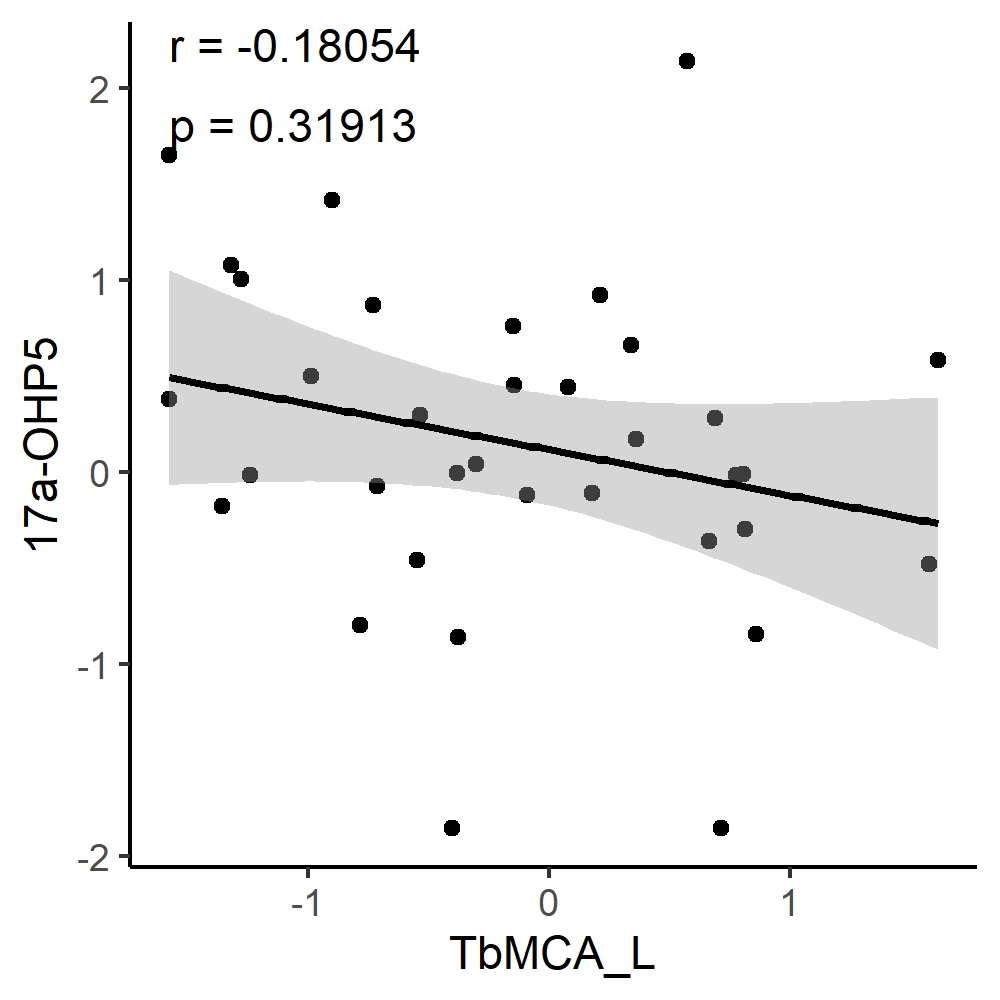 r = -0.18054
p = 0.31913
2
1
0
-1
-2
17a-OHP5
-1
0
1
TbMCA_L